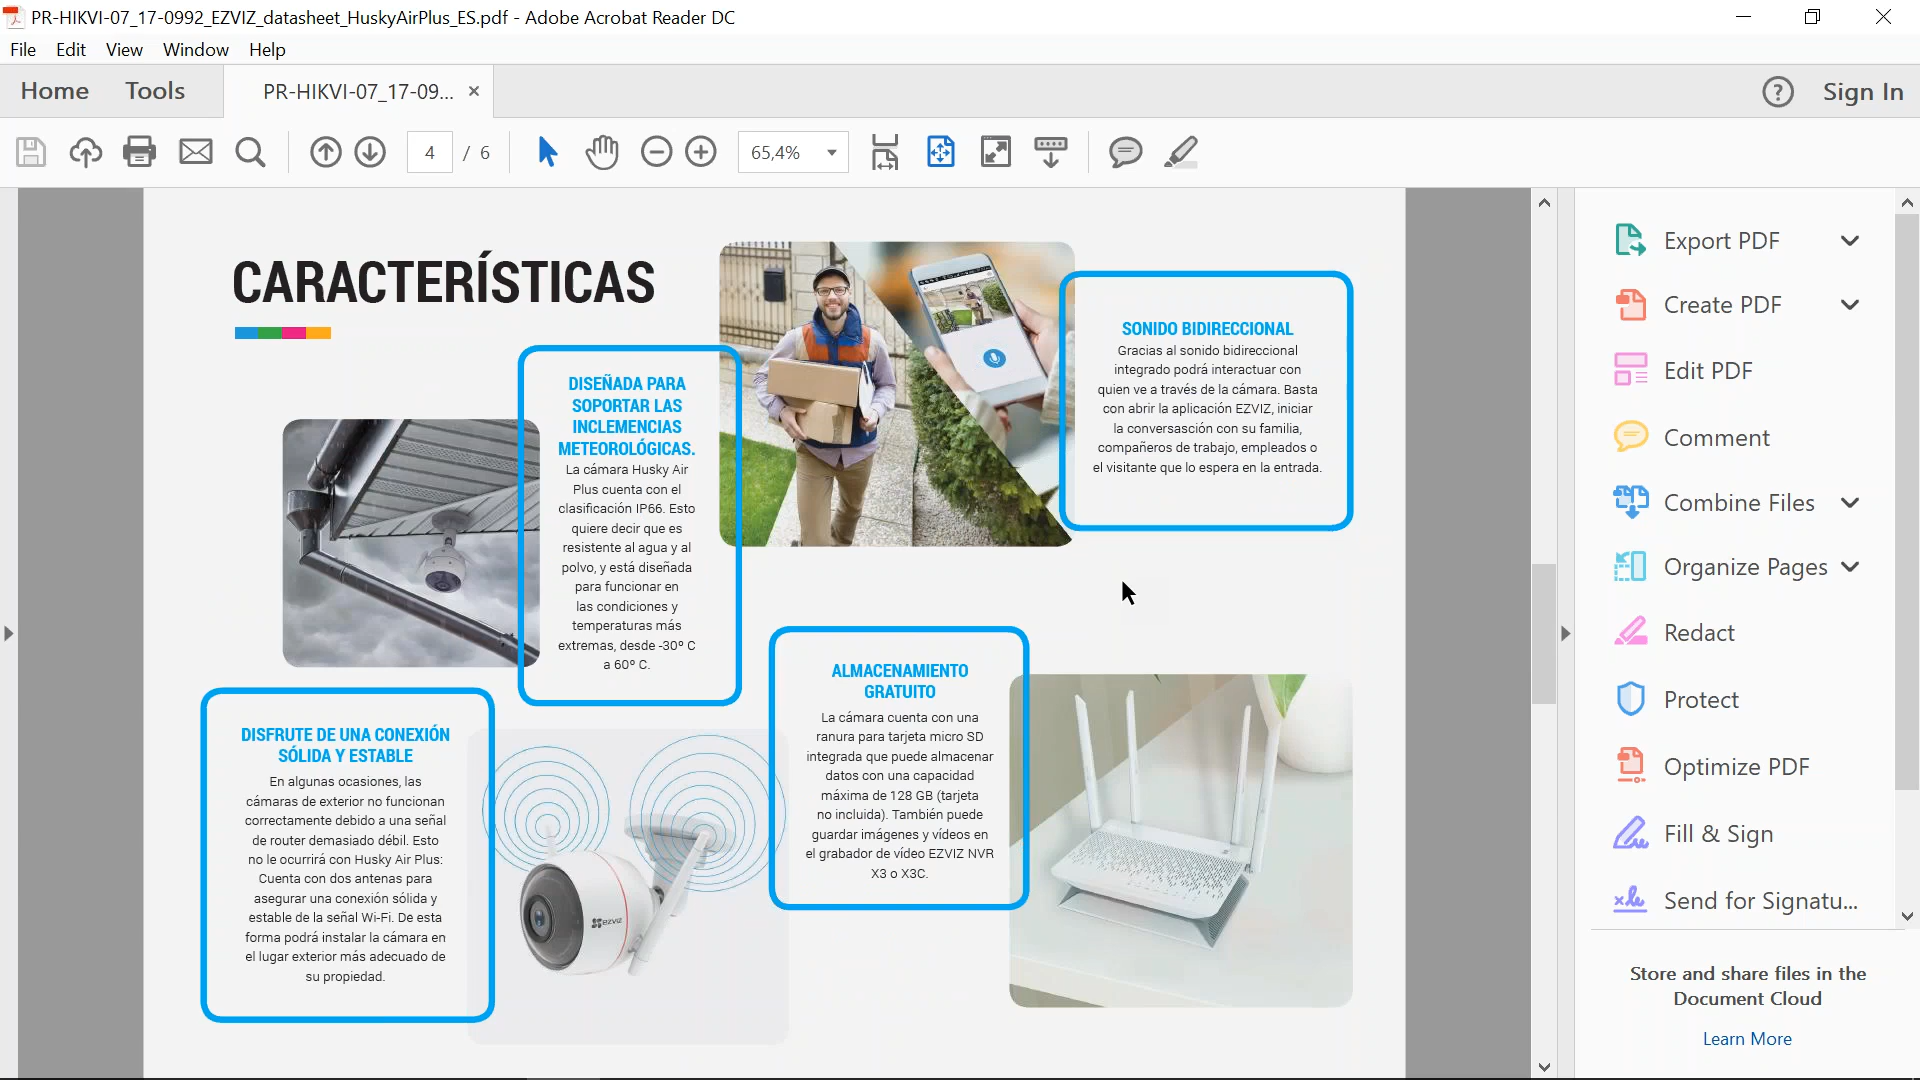 PR-HIKVI-07_17-0992_EZVIZ_datasheet_HuskyAirPlus_ES.pdf - Adobe Acrobat Reader DC
File Edit View Window Help
Home Tools PR-HIKVI-07_17-09... × ? Sign In
4 / 6 65,4%
CARACTERÍSTICAS
SONIDO BIDIRECCIONAL
Gracias al sonido bidireccional
integrado podrá interactuar con
quien ve a través de la cámara. Basta
con abrir la aplicación EZVIZ, iniciar
la conversasción con su familia,
compañeros de trabajo, empleados o
el visitante que lo espera en la entrada.
DISEÑADA PARA
SOPORTAR LAS
INCLEMENCIAS
METEOROLÓGICAS.
La cámara Husky Air
Plus cuenta con el
clasificación IP66. Esto
quiere decir que es
resistente al agua y al
polvo, y está diseñada
para funcionar en
las condiciones y
temperaturas más
extremas, desde -30º C
a 60º C.
DISFRUTE DE UNA CONEXIÓN
SÓLIDA Y ESTABLE
En algunas ocasiones, las
cámaras de exterior no funcionan
correctamente debido a una señal
de router demasiado débil. Esto
no le ocurrirá con Husky Air Plus:
Cuenta con dos antenas para
asegurar una conexión sólida y
estable de la señal Wi-Fi. De esta
forma podrá instalar la cámara en
el lugar exterior más adecuado de
su propiedad.
ezviz
ALMACENAMIENTO
GRATUITO
La cámara cuenta con una
ranura para tarjeta micro SD
integrada que puede almacenar
datos con una capacidad
máxima de 128 GB (tarjeta
no incluida). También puede
guardar imágenes y vídeos en
el grabador de vídeo EZVIZ NVR
X3 o X3C.
Export PDF
Create PDF
Edit PDF
Comment
Combine Files
Organize Pages
Redact
Protect
Optimize PDF
Fill & Sign
Send for Signatu...
Store and share files in the
Document Cloud
Learn More